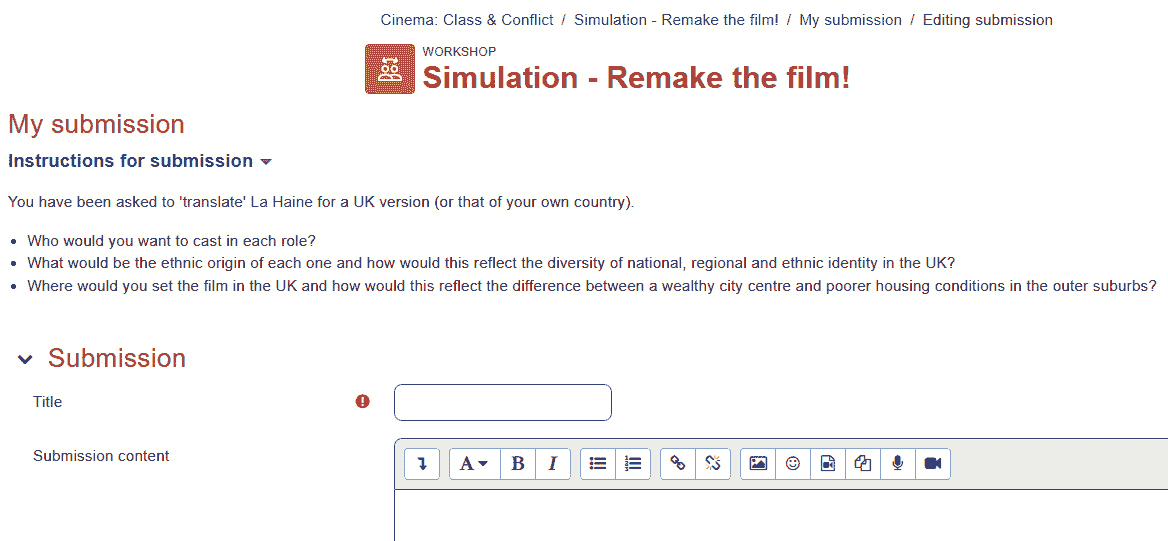 Cinema: Class & Conflict / Simulation - Remake the film! / My submission / Editing submission
WORKSHOP
Simulation - Remake the film!
My submission
Instructions for submission
You have been asked to 'translate' La Haine for a UK version (or that of your own country).
• Who would you want to cast in each role?
• What would be the ethnic origin of each one and how would this reflect the diversity of national, regional and ethnic identity in the UK?
• Where would you set the film in the UK and how would this reflect the difference between a wealthy city centre and poorer housing conditions in the outer suburbs?
Submission
Title
Submission content
A B I